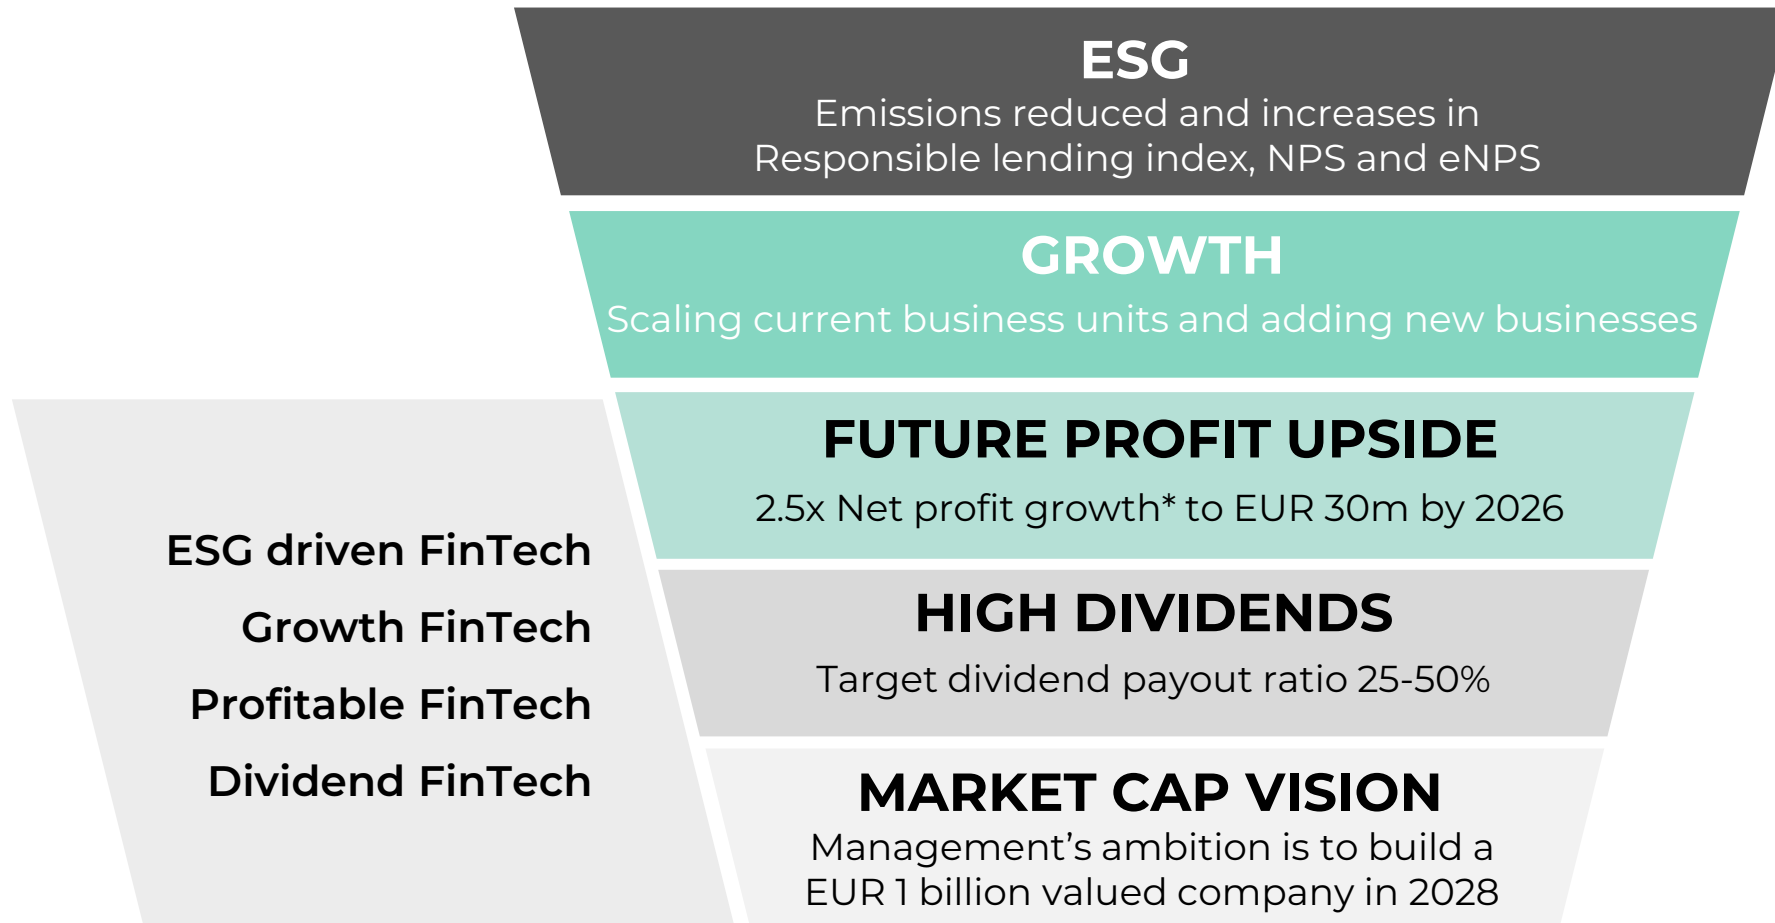 ESG
Emissions reduced and increases in
Responsible lending index, NPS and eNPS
GROWTH
Scaling current business units and adding new businesses
FUTURE PROFIT UPSIDE
2.5x Net profit growth* to EUR 30m by 2026
HIGH DIVIDENDS
Target dividend payout ratio 25-50%
MARKET CAP VISION
Management’s ambition is to build a
EUR 1 billion valued company in 2028
ESG driven FinTech
Growth FinTech
Profitable FinTech
Dividend FinTech